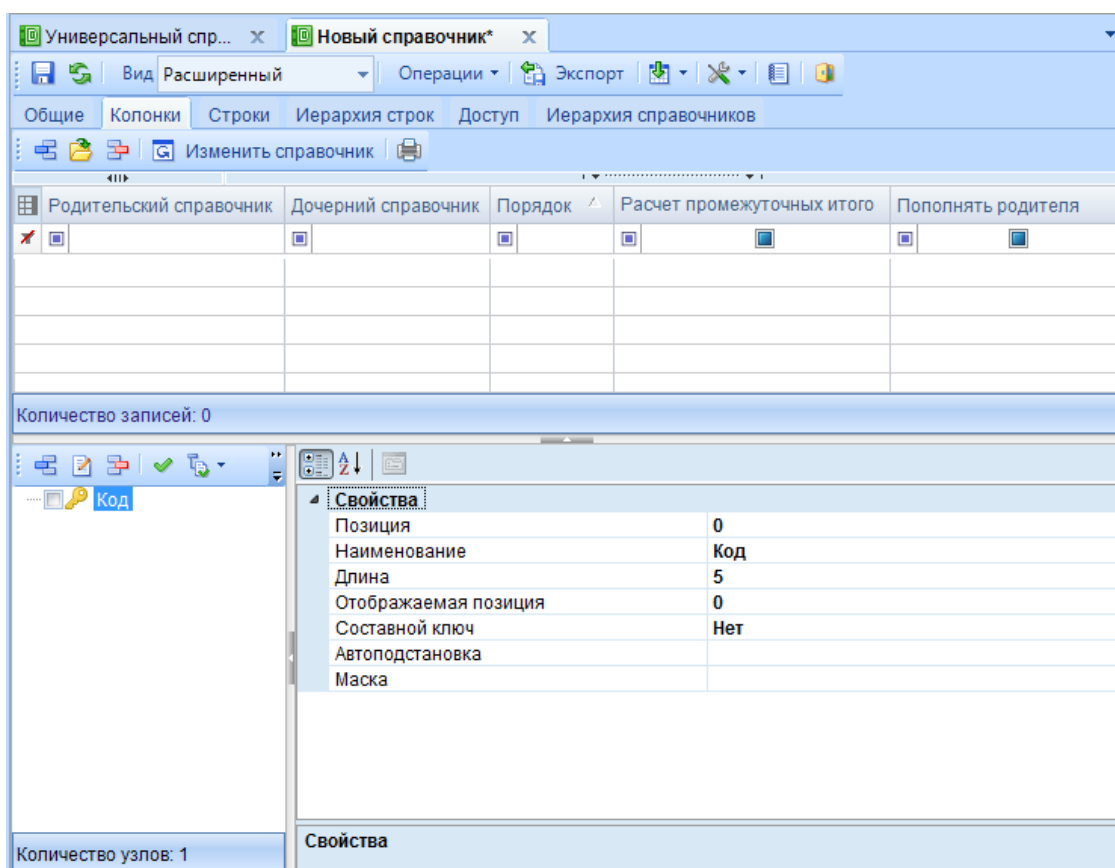 Универсальный спр... x Новый справочник* x
Вид Расширенный Операции Экспорт
Общие Колонки Строки Иерархия строк Доступ Иерархия справочников
Изменить справочник
Родительский справочник Дочерний справочник Порядок Расчет промежуточных итого Пополнять родителя
Количество записей: 0
Код
Свойства
Позиция 0
Наименование Код
Длина 5
Отображаемая позиция 0
Составной ключ Нет
Автоподстановка
Маска
Свойства
Количество узлов: 1